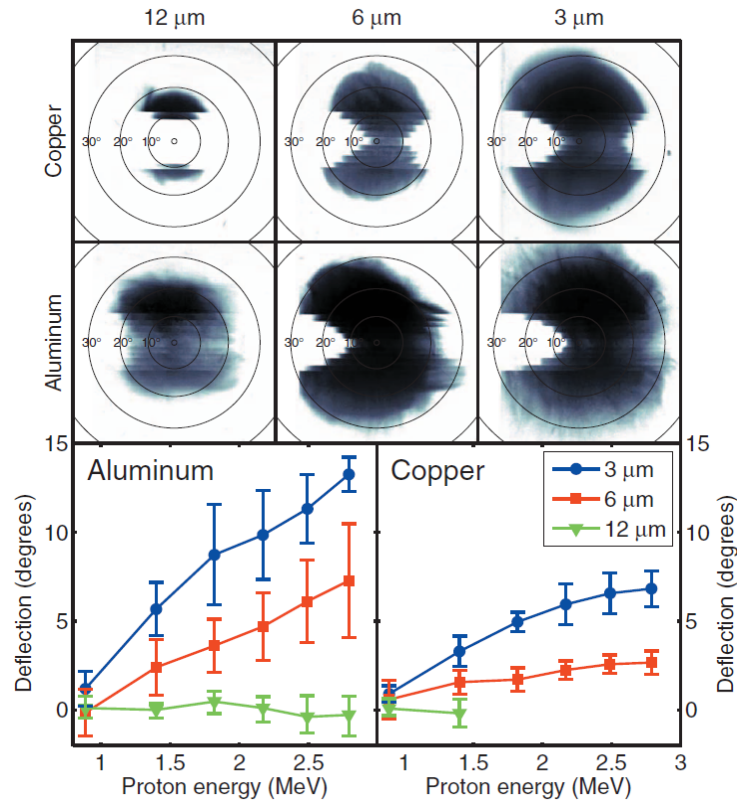 12 μm 6 μm 3 μm
Copper
30° 20° 10° 30° 20° 10° 30° 20° 10°
Aluminum
30° 20° 10° 30° 20° 10° 30° 20° 10°
15 15
Aluminum Copper
3 μm
6 μm
12 μm
10 10
5 5
0 0
Deflection (degrees) Deflection (degrees)
1 1.5 2 2.5 1 1.5 2 2.5 3
Proton energy (MeV) Proton energy (MeV)